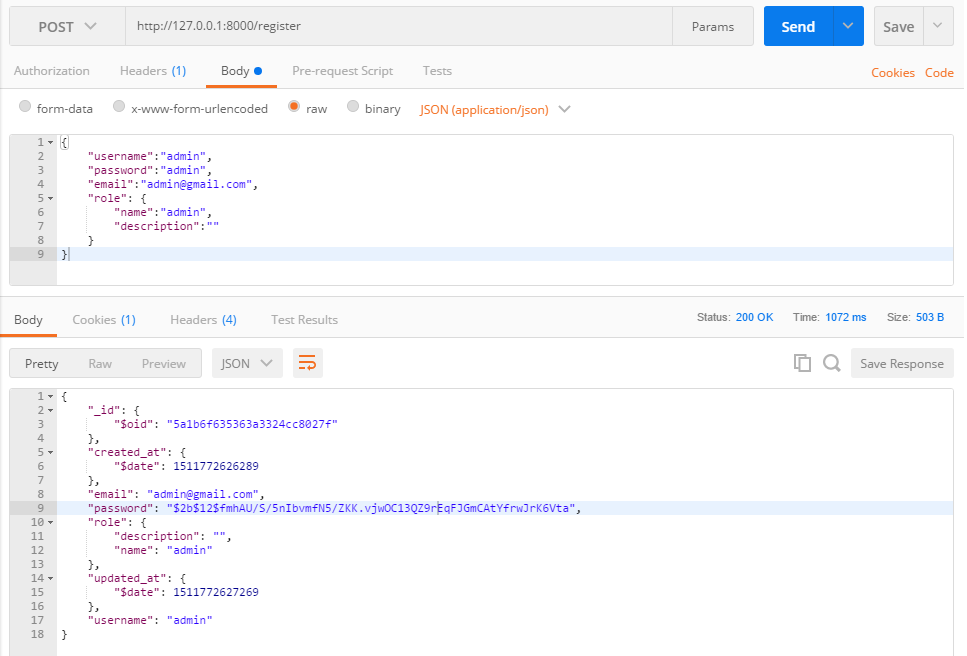 POST http://127.0.0.1:8000/register Params Send Save
Authorization Headers (1) Body Pre-request Script Tests Cookies Code
form-data x-www-form-urlencoded raw binary JSON (application/json)
1 {
2 "username":"admin",
3 "password":"admin",
4 "email":"admin@gmail.com",
5 "role": {
6 "name":"admin",
7 "description":""
8 }
9 }
Body Cookies (1) Headers (4) Test Results Status: 200 OK Time: 1072 ms Size: 503 B
Pretty Raw Preview JSON Save Response
1 {
2 "_id": {
3 "$oid": "5a1b6f635363a3324cc8027f"
4 },
5 "created_at": {
6 "$date": 1511772626289
7 },
8 "email": "admin@gmail.com",
9 "password": "$2b$12$fmhAU/S/5nIbvmfN5/ZKK.vjwOC13QZ9rEqFJGmCAtYfrwJrK6Vta",
10 "role": {
11 "description": "",
12 "name": "admin"
13 },
14 "updated_at": {
15 "$date": 1511772627269
16 },
17 "username": "admin"
18 }